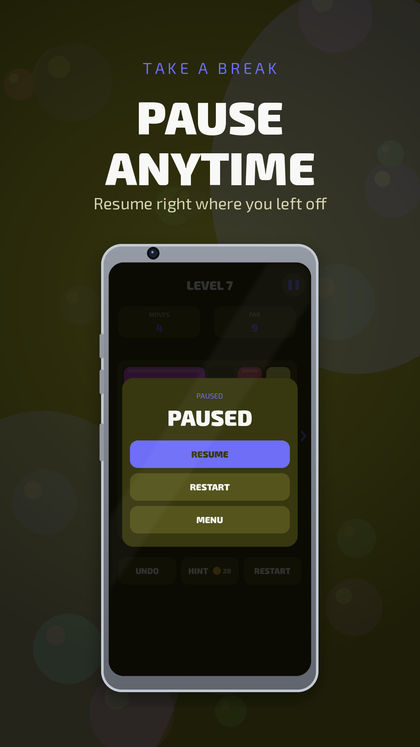 TAKE A BREAK
PAUSE
ANYTIME
Resume right where you left off
LEVEL 7
MOVES
PAR
4
PAUSED
PAUSED
RESUME
RESTART
MENU
UNDO
HINT
RESTART